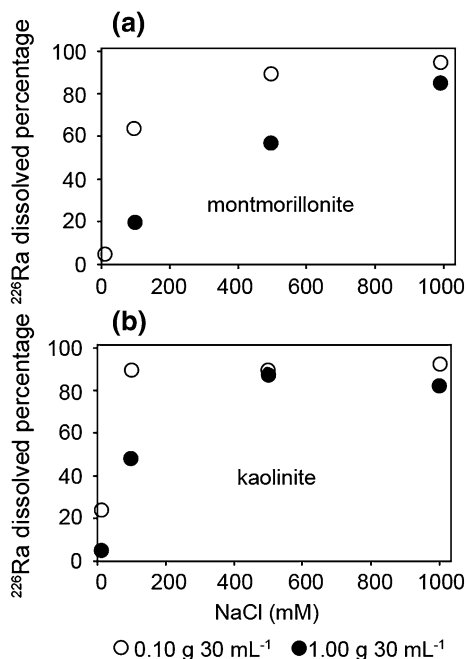 (a)
100
80
60
40
20
0
²²⁶Ra dissolved percentage
montmorillonite
0 200 400 600 800 1000
(b)
100
80
60
40
20
0
²²⁶Ra dissolved percentage
kaolinite
0 200 400 600 800 1000
NaCl (mM)
○ 0.10 g 30 mL⁻¹ ● 1.00 g 30 mL⁻¹